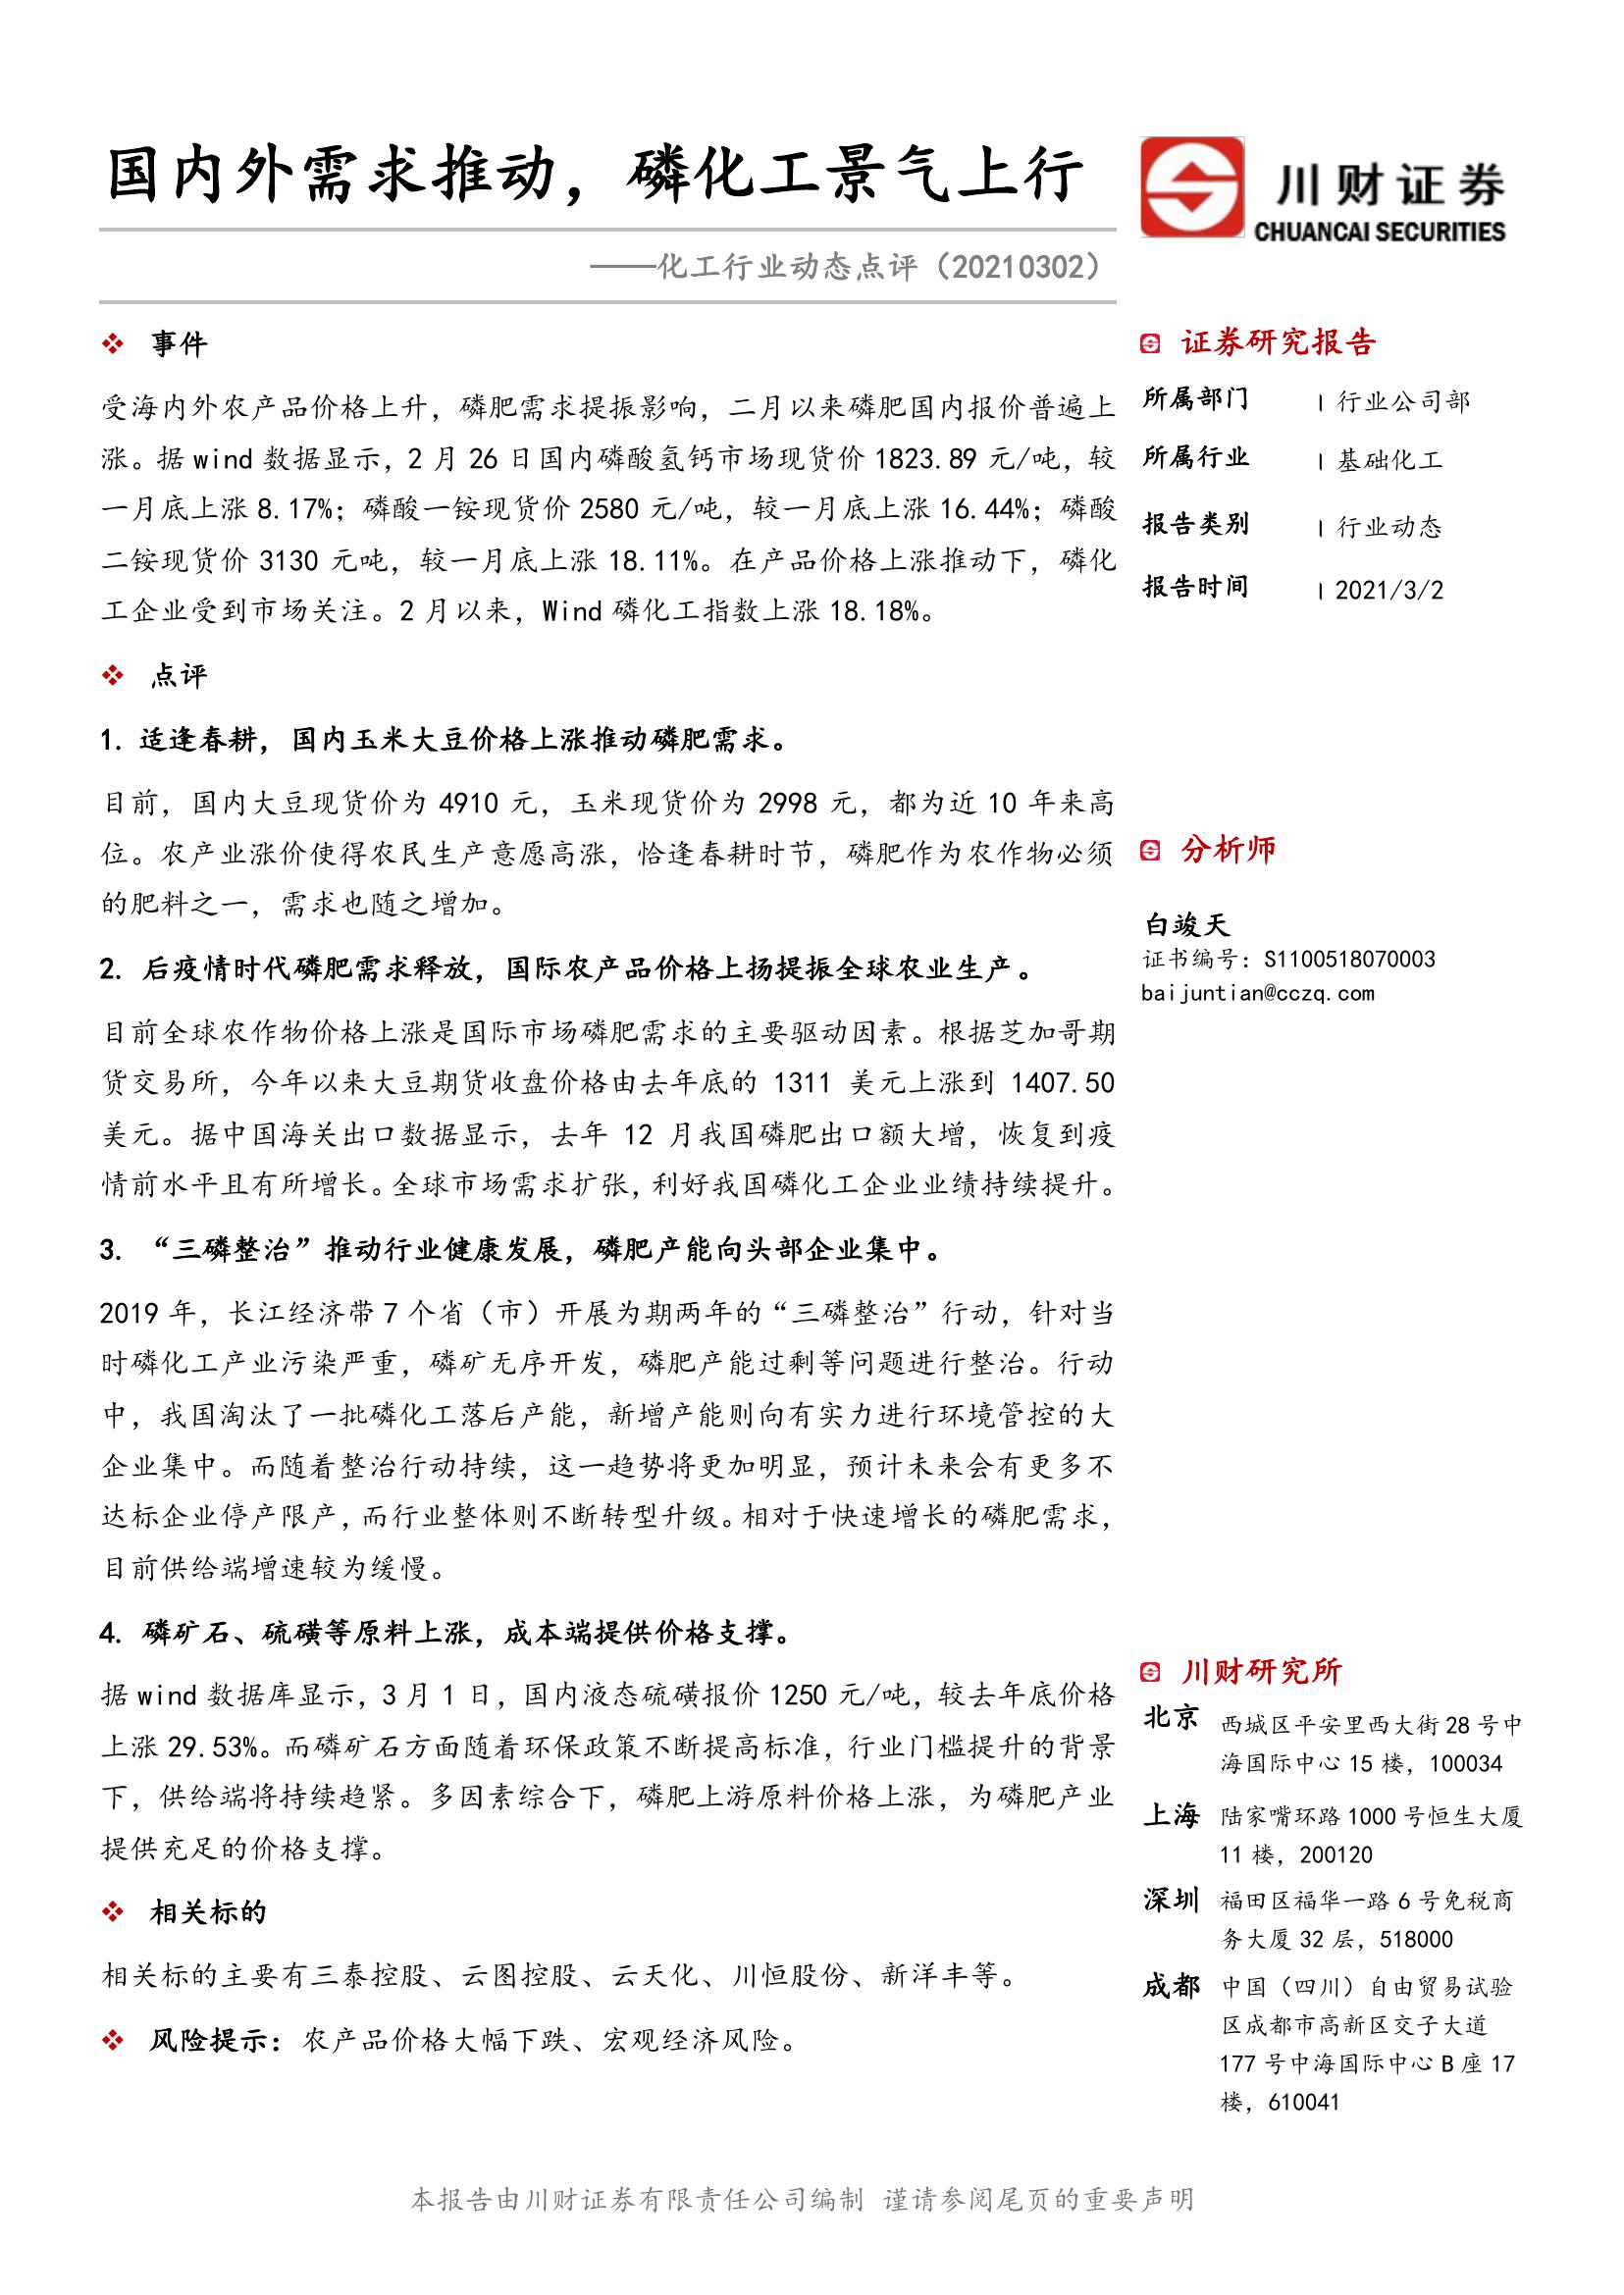 国内外需求推动，磷化工景气上行
——化工行业动态点评（20210302）
川财证券
CHUANCAI SECURITIES
事件
受海内外农产品价格上升，磷肥需求提振影响，二月以来磷肥国内报价普遍上
涨。据 wind 数据显示，2 月 26 日国内磷酸氢钙市场现货价 1823.89 元/吨，较
一月底上涨 8.17%；磷酸一铵现货价 2580 元/吨，较一月底上涨 16.44%；磷酸
二铵现货价 3130 元吨，较一月底上涨 18.11%。在产品价格上涨推动下，磷化
工企业受到市场关注。2 月以来，Wind 磷化工指数上涨 18.18%。
点评
1. 适逢春耕，国内玉米大豆价格上涨推动磷肥需求。
目前，国内大豆现货价为 4910 元，玉米现货价为 2998 元，都为近 10 年来高
位。农产业涨价使得农民生产意愿高涨，恰逢春耕时节，磷肥作为农作物必须
的肥料之一，需求也随之增加。
2. 后疫情时代磷肥需求释放，国际农产品价格上扬提振全球农业生产。
目前全球农作物价格上涨是国际市场磷肥需求的主要驱动因素。根据芝加哥期
货交易所，今年以来大豆期货收盘价格由去年底的 1311 美元上涨到 1407.50
美元。据中国海关出口数据显示，去年 12 月我国磷肥出口额大增，恢复到疫
情前水平且有所增长。全球市场需求扩张，利好我国磷化工企业业绩持续提升。
3. “三磷整治”推动行业健康发展，磷肥产能向头部企业集中。
2019 年，长江经济带 7 个省（市）开展为期两年的“三磷整治”行动，针对当
时磷化工产业污染严重，磷矿无序开发，磷肥产能过剩等问题进行整治。行动
中，我国淘汰了一批磷化工落后产能，新增产能则向有实力进行环境管控的大
企业集中。而随着整治行动持续，这一趋势将更加明显，预计未来会有更多不
达标企业停产限产，而行业整体则不断转型升级。相对于快速增长的磷肥需求，
目前供给端增速较为缓慢。
4. 磷矿石、硫磺等原料上涨，成本端提供价格支撑。
据 wind 数据库显示，3 月 1 日，国内液态硫磺报价 1250 元/吨，较去年底价格
上涨 29.53%。而磷矿石方面随着环保政策不断提高标准，行业门槛提升的背景
下，供给端将持续趋紧。多因素综合下，磷肥上游原料价格上涨，为磷肥产业
提供充足的价格支撑。
相关标的
相关标的主要有三泰控股、云图控股、云天化、川恒股份、新洋丰等。
风险提示：农产品价格大幅下跌、宏观经济风险。
证券研究报告
所属部门 | 行业公司部
所属行业 | 基础化工
报告类别 | 行业动态
报告时间 | 2021/3/2
分析师
白竣天
证书编号：S1100518070003
baijuntian@cczq.com
川财研究所
北京 西城区平安里西大街 28 号中
海国际中心 15 楼，100034
上海 陆家嘴环路 1000 号恒生大厦
11 楼，200120
深圳 福田区福华一路 6 号免税商
务大厦 32 层，518000
成都 中国（四川）自由贸易试验
区成都市高新区交子大道
177 号中海国际中心 B 座 17
楼，610041
本报告由川财证券有限责任公司编制 谨请参阅尾页的重要声明